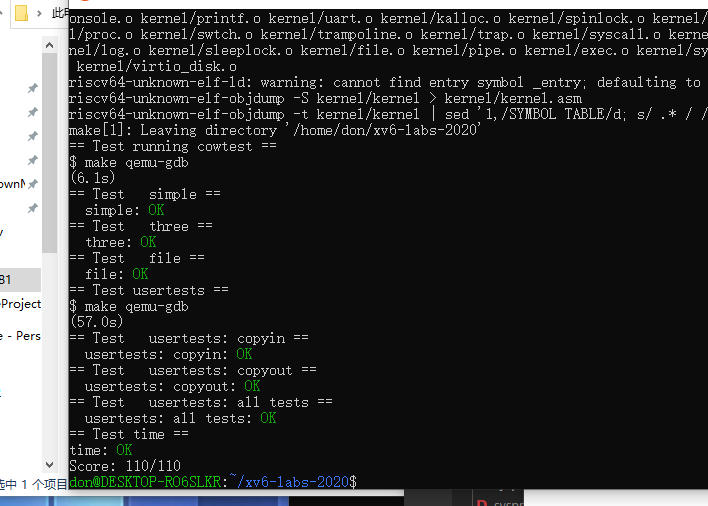 此
onsole.o kernel/printf.o kernel/uart.o kernel/kalloc.o kernel/spinlock.o kernel/
l/proc.o kernel/swtch.o kernel/trampoline.o kernel/trap.o kernel/syscall.o kernel
nel/log.o kernel/sleeplock.o kernel/file.o kernel/pipe.o kernel/exec.o kernel/sy
kernel/virtio_disk.o
riscv64-unknown-elf-ld: warning: cannot find entry symbol _entry; defaulting to
riscv64-unknown-elf-objdump -S kernel/kernel > kernel/kernel.asm
riscv64-unknown-elf-objdump -t kernel/kernel | sed '1,/SYMBOL TABLE/d; s/ .* / /
make[1]: Leaving directory '/home/don/xv6-labs-2020'
== Test running cowtest ==
$ make qemu-gdb
(6.1s)
== Test   simple ==
  simple: OK
== Test   three ==
  three: OK
== Test   file ==
  file: OK
== Test usertests ==
$ make qemu-gdb
(57.0s)
== Test   usertests: copyin ==
  usertests: copyin: OK
== Test   usertests: copyout ==
  usertests: copyout: OK
== Test   usertests: all tests ==
  usertests: all tests: OK
== Test time ==
time: OK
Score: 110/110
don@DESKTOP-RO6SLKR:~/xv6-labs-2020$
81
eProject
e - Pers
选中 1 个项目